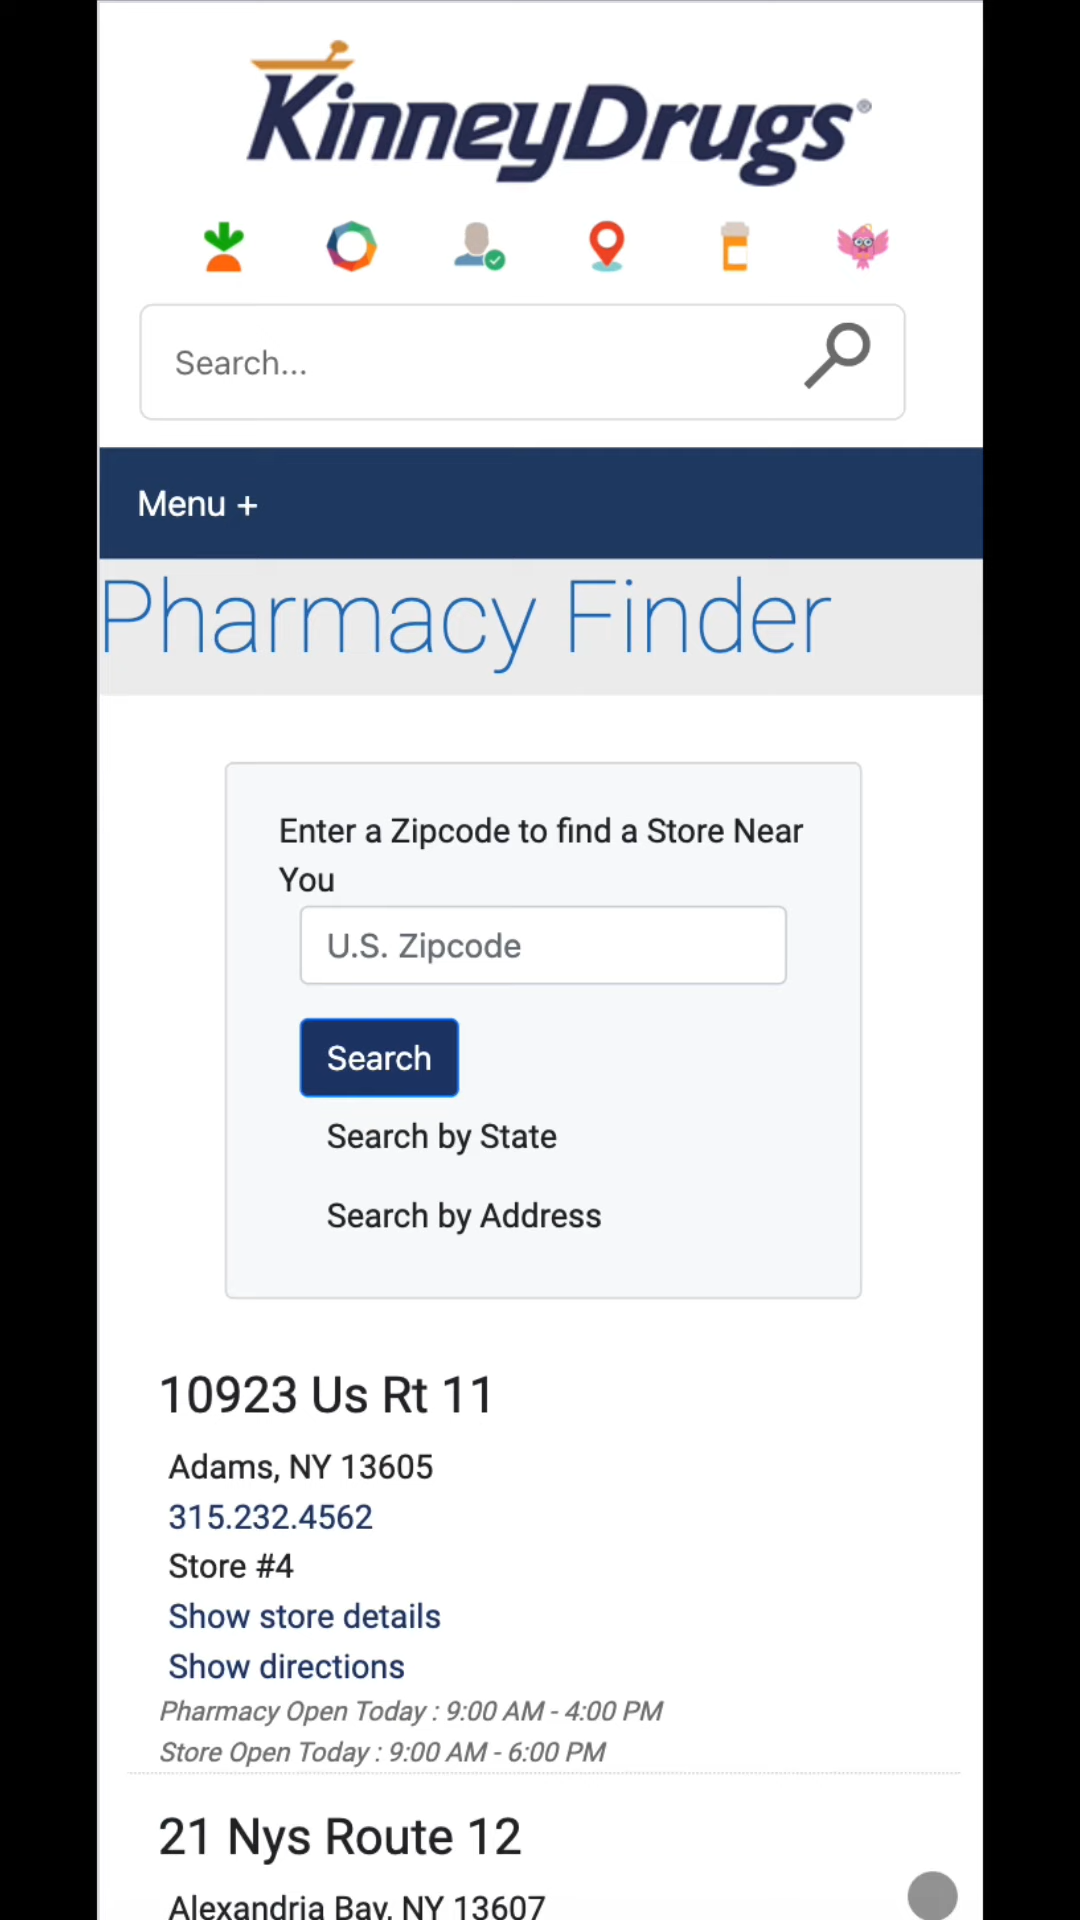 KinneyDrugs®
Search...
Menu +
Pharmacy Finder
Enter a Zipcode to find a Store Near
You
U.S. Zipcode
Search
Search by State
Search by Address
10923 Us Rt 11
Adams, NY 13605
315.232.4562
Store #4
Show store details
Show directions
Pharmacy Open Today : 9:00 AM - 4:00 PM
Store Open Today : 9:00 AM - 6:00 PM
21 Nys Route 12
Alexandria Bay, NY 13607